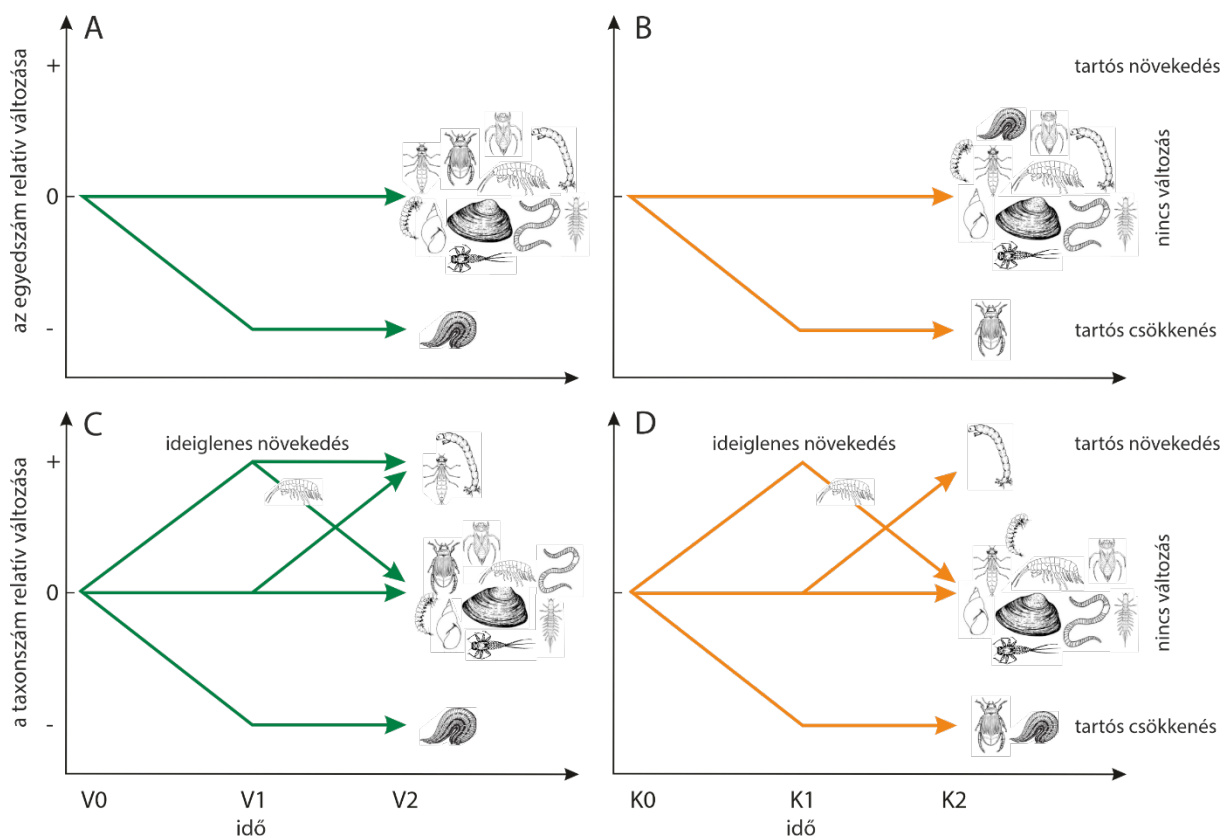 A
az egyedszám relatív változása
+
0
-
B
tartós növekedés
nincs változás
tartós csökkenés
C
ideiglenes növekedés
a taxonszám relatív változása
+
0
-
V0
V1
V2
idő
D
ideiglenes növekedés
tartós növekedés
nincs változás
tartós csökkenés
K0
K1
K2
idő